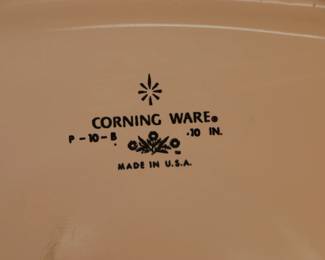 CORNING WARE®
P-10-B .10 IN.
MADE IN U.S.A.